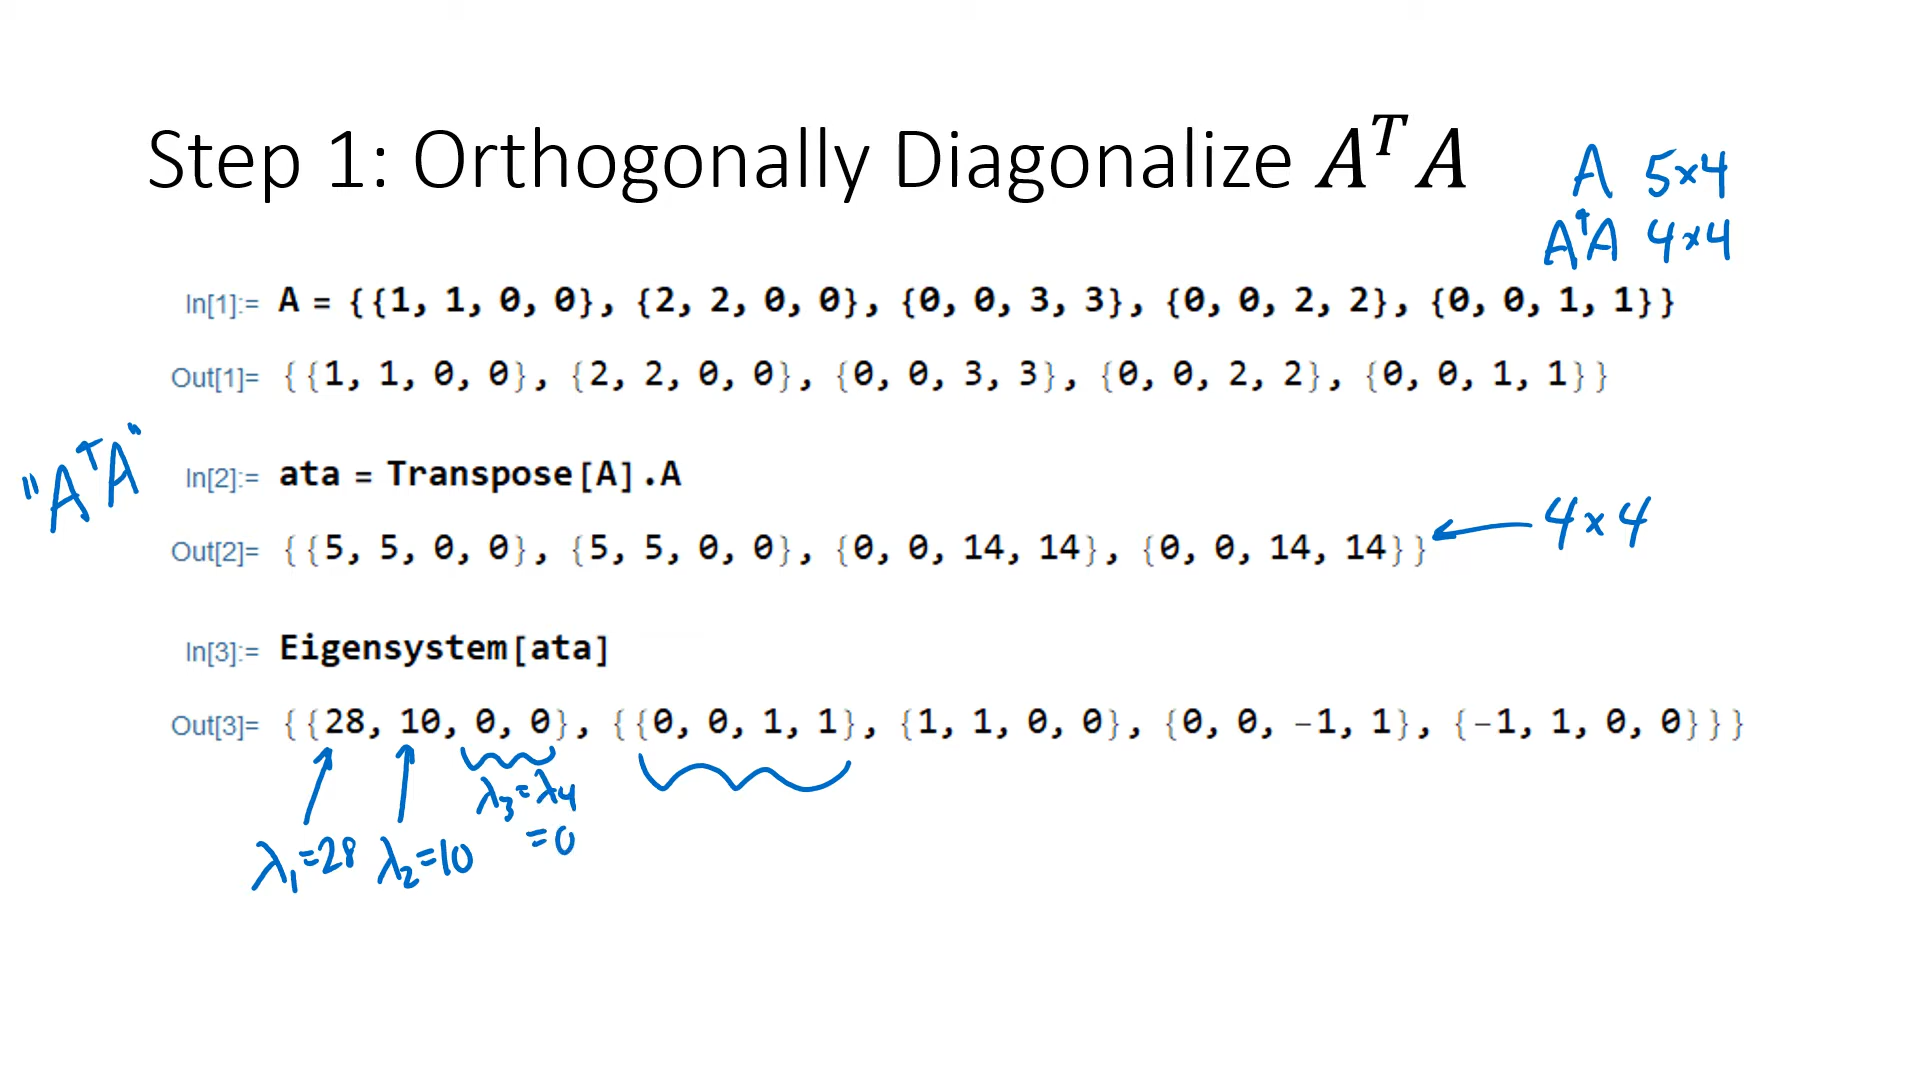 Step 1: Orthogonally Diagonalize AᵀA
A 5×4
AᵀA 4×4
In[1]:= A = {{1, 1, 0, 0}, {2, 2, 0, 0}, {0, 0, 3, 3}, {0, 0, 2, 2}, {0, 0, 1, 1}}
Out[1]= {{1, 1, 0, 0}, {2, 2, 0, 0}, {0, 0, 3, 3}, {0, 0, 2, 2}, {0, 0, 1, 1}}
"AᵀA"
In[2]:= ata = Transpose[A].A
Out[2]= {{5, 5, 0, 0}, {5, 5, 0, 0}, {0, 0, 14, 14}, {0, 0, 14, 14}}
4×4
In[3]:= Eigensystem[ata]
Out[3]= {{28, 10, 0, 0}, {{0, 0, 1, 1}, {1, 1, 0, 0}, {0, 0, -1, 1}, {-1, 1, 0, 0}}}
λ₁=28
λ₂=10
λ₃=λ₄
=0